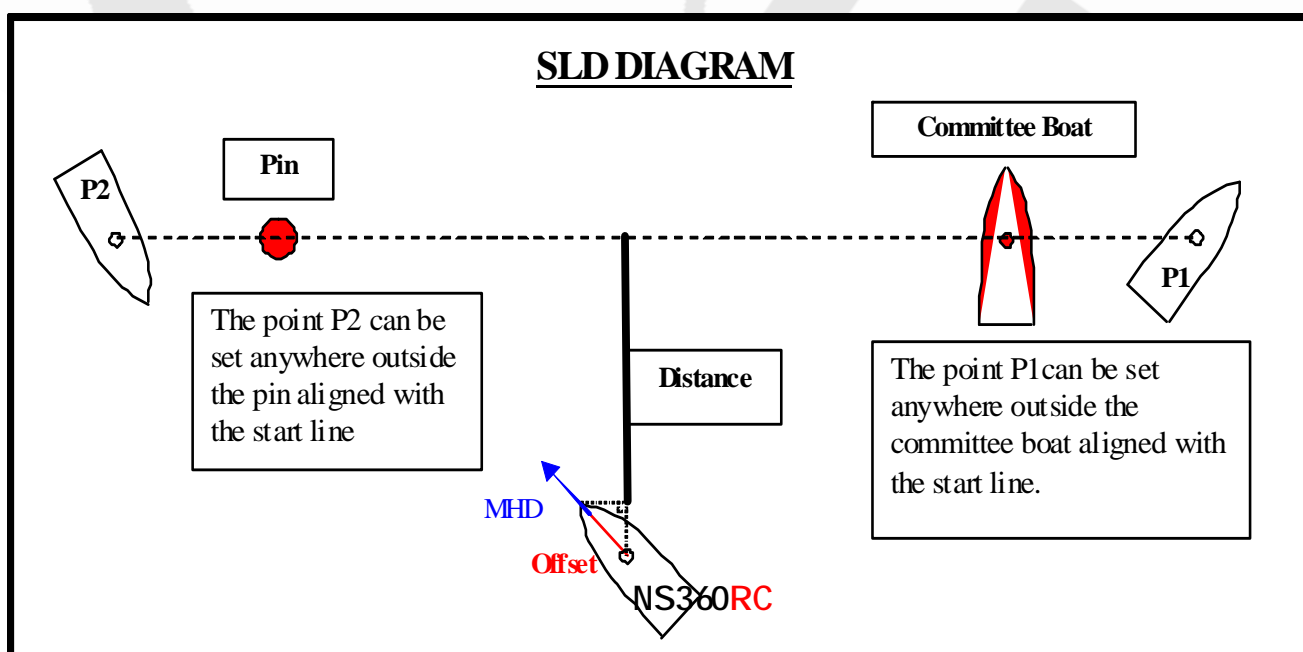 SLD DIAGRAM
Committee Boat
Pin
P2
P1
The point P2 can be
set anywhere outside
the pin aligned with
the start line
Distance
The point P1can be set
anywhere outside the
committee boat aligned with
the start line.
MHD
Offset
NS360RC